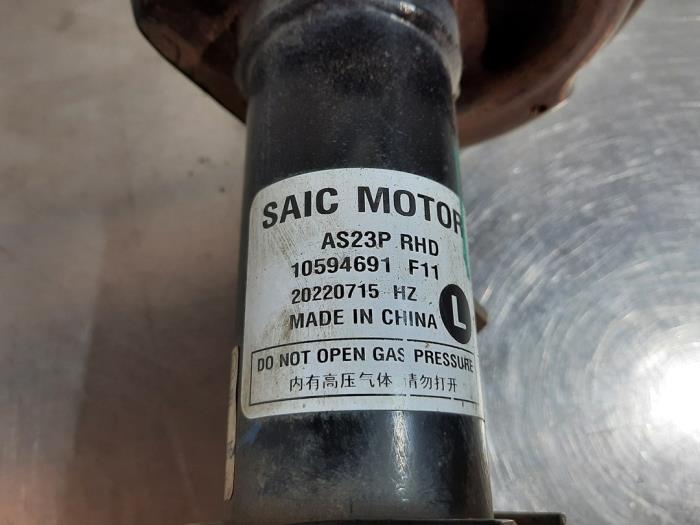 SAIC MOTOR
AS23P RHD
10594691 F11
20220715 HZ
MADE IN CHINA L
DO NOT OPEN GAS PRESSURE
内有高压气体 请勿打开